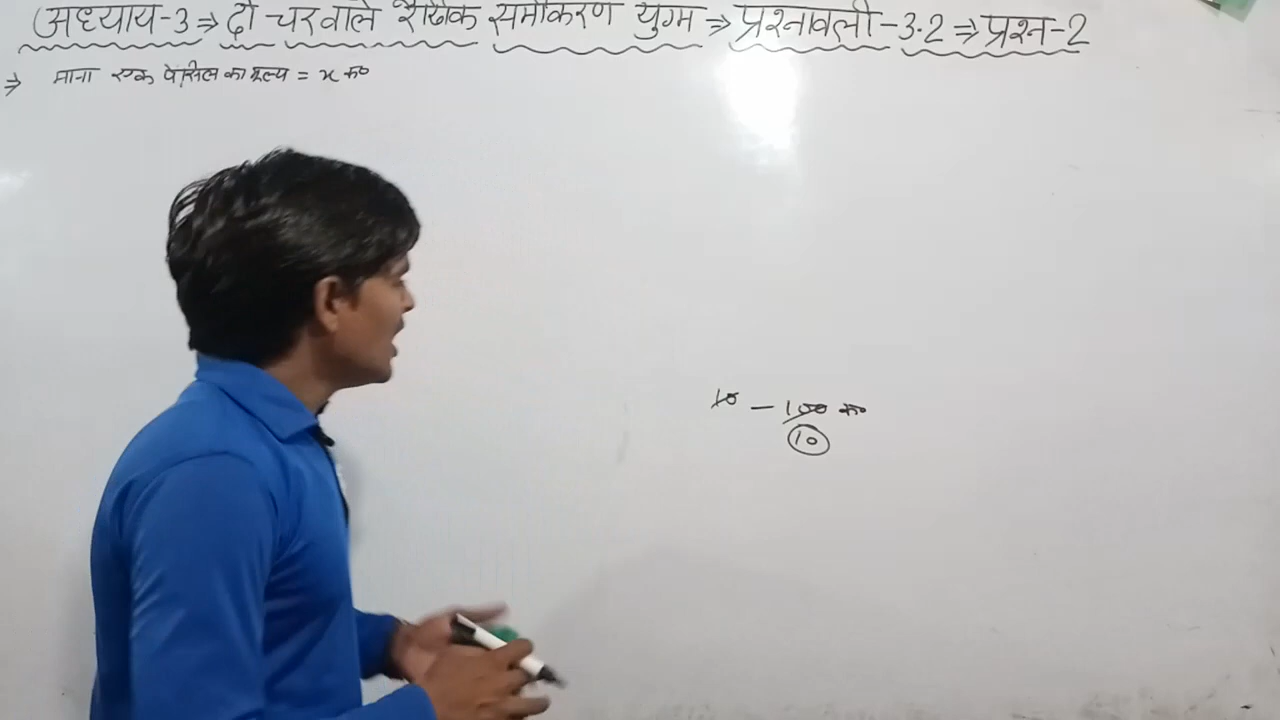 (अध्याय-3⇒ दो चरवाले रैखिक समीकरण युग्म ⇒ प्रश्नावली-3.2 ⇒ प्रश्न-2
⇒ माना एक पेंसिल का मूल्य = x रु०
10 — 100 रु०
10